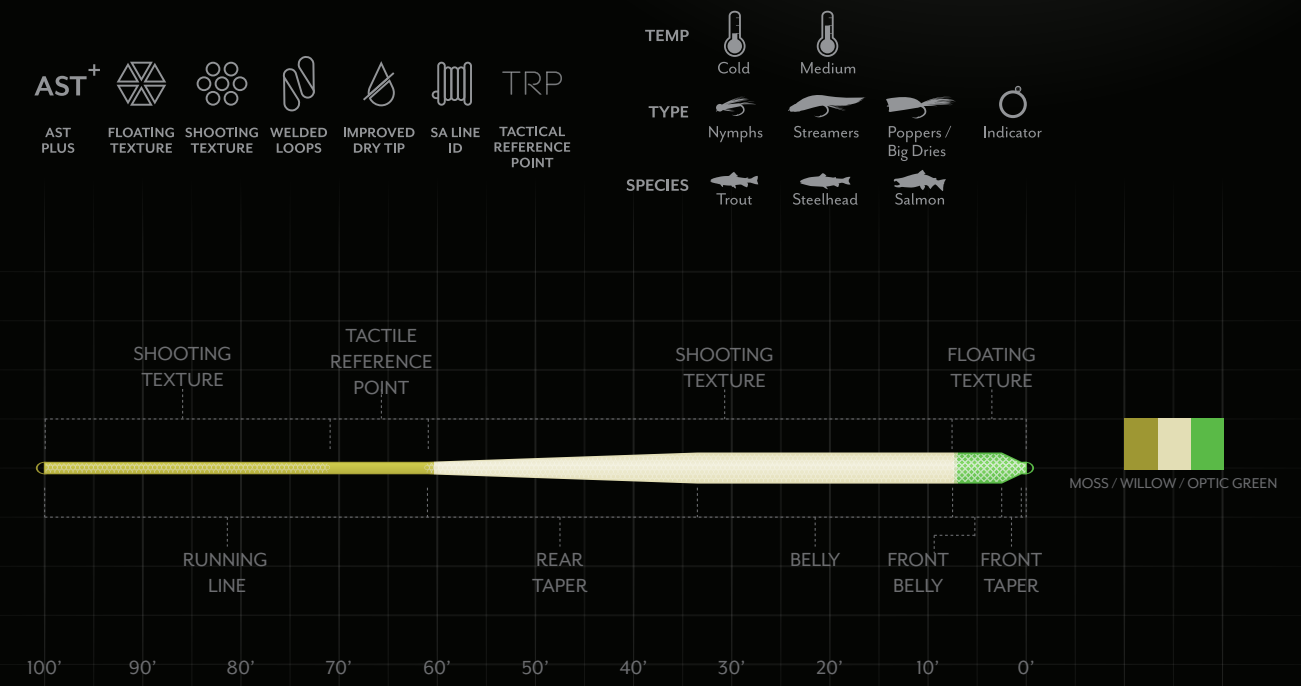 AST+
TRP
AST
PLUS
FLOATING
TEXTURE
SHOOTING
TEXTURE
WELDED
LOOPS
IMPROVED
DRY TIP
SA LINE
ID
TACTICAL
REFERENCE
POINT
TEMP
Cold
Medium
TYPE
Nymphs
Streamers
Poppers /
Big Dries
Indicator
SPECIES
Trout
Steelhead
Salmon
SHOOTING
TEXTURE
TACTILE
REFERENCE
POINT
SHOOTING
TEXTURE
FLOATING
TEXTURE
MOSS / WILLOW / OPTIC GREEN
RUNNING
LINE
REAR
TAPER
BELLY
FRONT
BELLY
FRONT
TAPER
100’ 90’ 80’ 70’ 60’ 50’ 40’ 30’ 20’ 10’ 0’